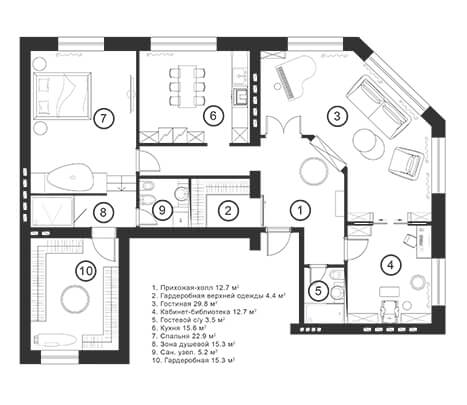 7
6
3
8
9
2
1
4
10
5
1. Прихожая-холл 12.7 м²
2. Гардеробная верхней одежды 4.4 м²
3. Гостиная 29.8 м²
4. Кабинет-библиотека 12.7 м²
5. Гостевой с/у 3,5 м²
6. Кухня 15.6 м²
7. Спальни 22.9 м²
8. Зона душевой 15.3 м²
9. Сан. узел. 5.2 м²
10. Гардеробная 15.3 м²